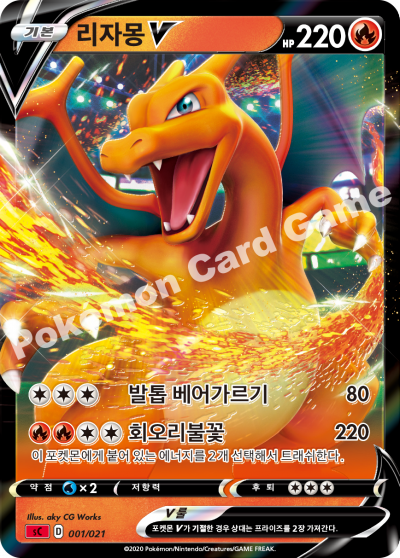 기본 리자몽 V HP 220
Pokémon Card Game
발톱 베어가르기 80
회오리불꽃 220
이 포켓몬에게 붙어 있는 에너지를 2개 선택해서 트래쉬한다.
약점 ×2 저항력 후퇴
V룰
포켓몬 V가 기절한 경우 상대는 프라이즈를 2장 가져간다.
Illus. aky CG Works
sC D 001/021
©2020 Pokémon/Nintendo/Creatures/GAME FREAK.